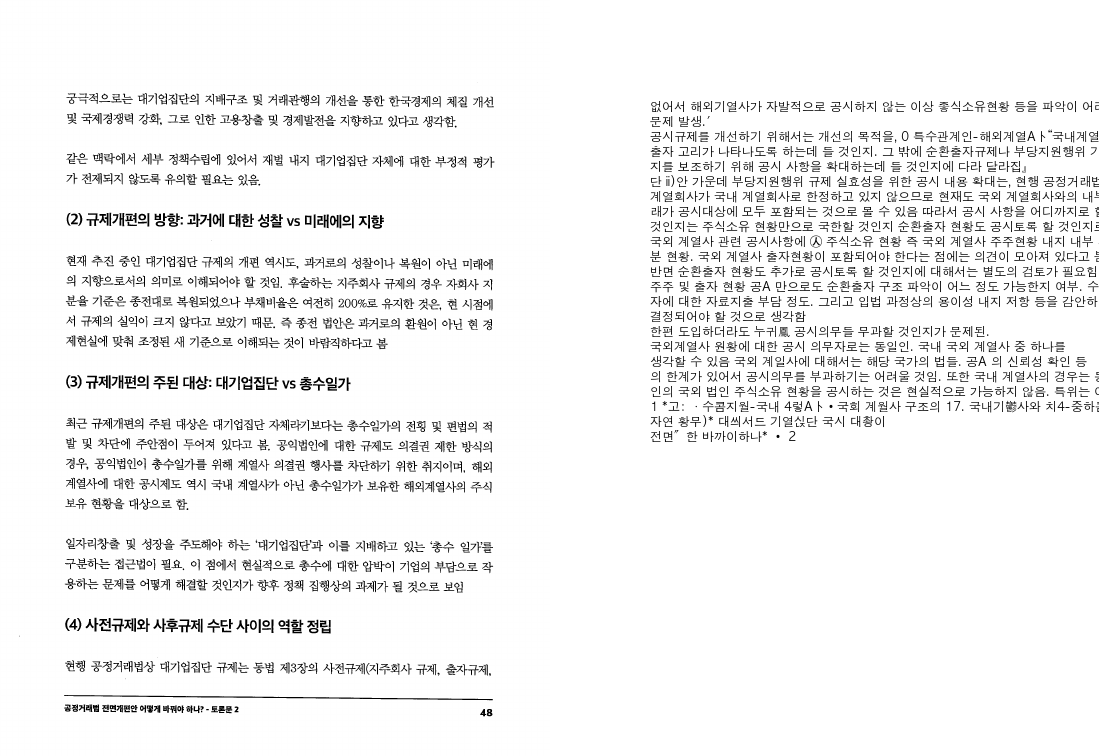 궁극적으로는 대기업집단의 지배구조 및 거래관행의 개선을 통한 한국경제의 체질 개선
및 국제경쟁력 강화, 그로 인한 고용창출 및 경제발전을 지향하고 있다고 생각함.
같은 맥락에서 세부 정책수립에 있어서 재벌 내지 대기업집단 자체에 대한 부정적 평가
가 전제되지 않도록 유의할 필요는 있음.
(2) 규제개편의 방향: 과거에 대한 성찰 vs 미래에의 지향
현재 추진 중인 대기업집단 규제의 개편 역시도, 과거로의 성찰이나 복원이 아닌 미래에
의 지향으로서의 의미로 이해되어야 할 것임. 후술하는 지주회사 규제의 경우 자회사 지
분율 기준은 종전대로 복원되었으나 부채비율은 여전히 200%로 유지한 것은, 현 시점에
서 규제의 실익이 크지 않다고 보았기 때문. 즉 종전 법안은 과거로의 환원이 아닌 현 경
제현실에 맞춰 조정된 새 기준으로 이해되는 것이 바람직하다고 봄
(3) 규제개편의 주된 대상: 대기업집단 vs 총수일가
최근 규제개편의 주된 대상은 대기업집단 자체라기보다는 총수일가의 전횡 및 편법의 적
발 및 차단에 주안점이 두어져 있다고 봄. 공익법인에 대한 규제도 의결권 제한 방식의
경우, 공익법인이 총수일가를 위해 계열사 의결권 행사를 차단하기 위한 취지이며, 해외
계열사에 대한 공시제도 역시 국내 계열사가 아닌 총수일가가 보유한 해외계열사의 주식
보유 현황을 대상으로 함.
일자리창출 및 성장을 주도해야 하는 ‘대기업집단’과 이를 지배하고 있는 ‘총수 일가’를
구분하는 접근법이 필요. 이 점에서 현실적으로 총수에 대한 압박이 기업의 부담으로 작
용하는 문제를 어떻게 해결할 것인지가 향후 정책 집행상의 과제가 될 것으로 보임
(4) 사전규제와 사후규제 수단 사이의 역할 정립
현행 공정거래법상 대기업집단 규제는 동법 제3장의 사전규제(지주회사 규제, 출자규제,
공정거래법 전면개편안 어떻게 바꿔야 하나? - 토론문 2
48
없어서 해외기열사가 자발적으로 공시하지 않는 이상 좋식소유현황 등을 파악이 어려
문제 발생.′
공시규제를 개선하기 위해서는 개선의 목적을, 0 특수관계인-해외계열Aㅏ“국내계열
출자 고리가 나타나도록 하는데 들 것인지. 그 밖에 순환출자규제나 부당지원행위 
지를 보조하기 위해 공시 사항을 확대하는데 들 것인지에 다라 달라집』
단 ⅱ)안 가운데 부당지원행위 규제 실효성을 위한 공시 내용 확대는, 현행 공정거래법
계열회사가 국내 계열회사로 한정하고 있지 않으므로 현재도 국외 계열회사와의 내부
래가 공시대상에 모두 포함되는 것으로 몰 수 있음 따라서 공시 사항을 어디까지로 
것인지는 주식소유 현황만으로 국한할 것인지 순환출자 현황도 공시토록 할 것인지로
국외 계열사 관련 공시사항에 ㉦ 주식소유 현황 즉 국외 계열사 주주현황 내지 내부 
분 현황. 국외 계열사 출자현황이 포함되어야 한다는 점에는 의견이 모아져 있다고 
반면 순환출자 현황도 추가로 공시토록 할 것인지에 대해서는 별도의 검토가 필요함
주주 및 출자 현황 공A 만으로도 순환출자 구조 파악이 어느 정도 가능한지 여부. 수
자에 대한 자료지출 부담 정도. 그리고 입법 과정상의 용이성 내지 저항 등을 감안하
결정되어야 할 것으로 생각함
한편 도입하더라도 누귀鳳 공시의무들 무과할 것인지가 문제된.
국외계열사 원황에 대한 공시 의무자로는 동일인. 국내 국외 계열사 중 하나를
생각할 수 있음 국외 계일사에 대해서는 해당 국가의 법들. 공A 의 신뢰성 확인 등
의 한계가 있어서 공시의무를 부과하기는 어려울 것임. 또한 국내 계열사의 경우는 
인의 국외 법인 주식소유 현황을 공시하는 것은 현실적으로 가능하지 않음. 특위는 
1 *고: · 수콤지월-국내 4렇Aㅏ • 국회 계월사 구조의 17. 국내기鬱사와 치4-중하
자연 황무)* 대씌서드 기열싔단 국시 대촹이
전면″ 한 바까이하나* • 2